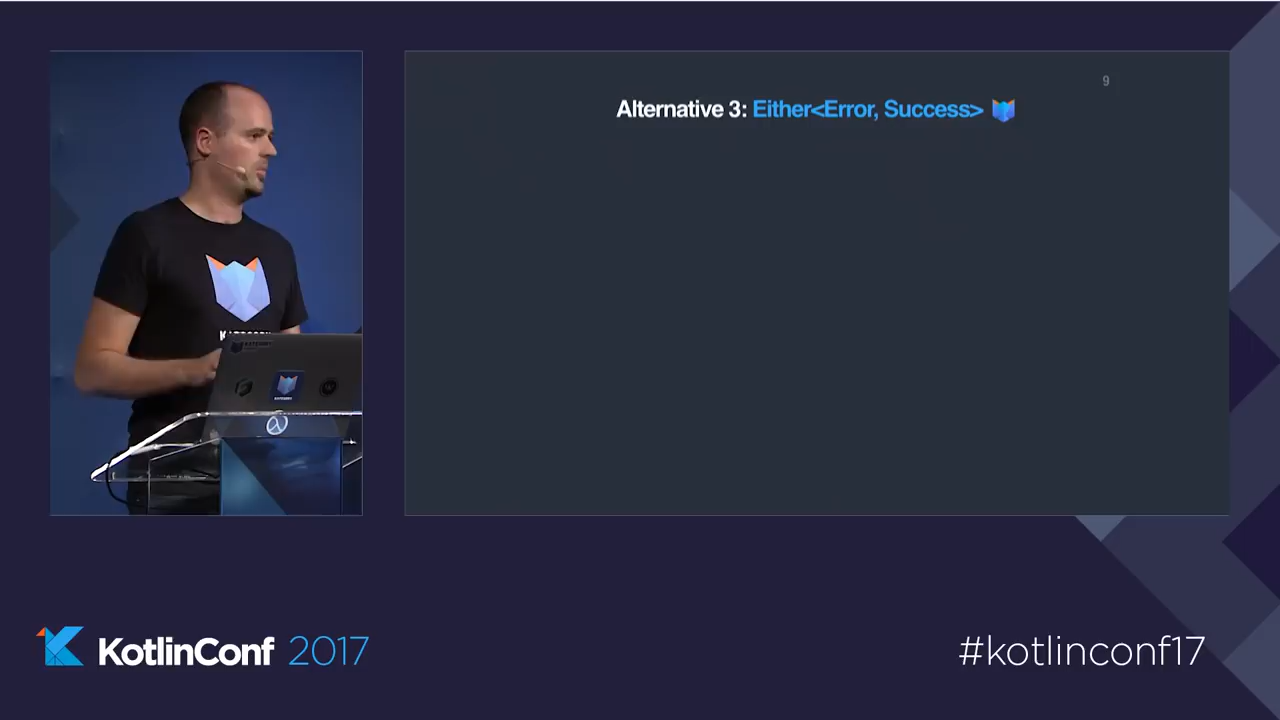 9
Alternative 3: Either<Error, Success>
KotlinConf 2017
#kotlinconf17